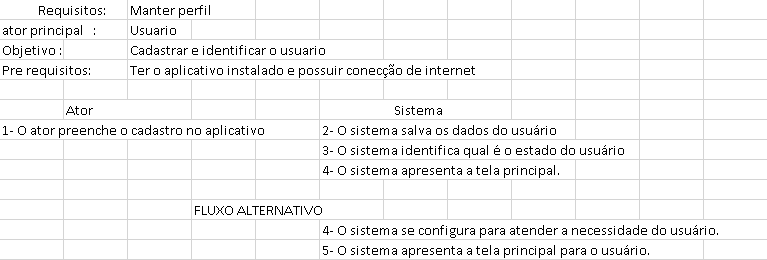 Requisitos: Manter perfil
ator principal : Usuario
Objetivo : Cadastrar e identificar o usuario
Pre requisitos: Ter o aplicativo instalado e possuir conecção de internet
Ator Sistema
1- O ator preenche o cadastro no aplicativo 2- O sistema salva os dados do usuário
3- O sistema identifica qual é o estado do usuário
4- O sistema apresenta a tela principal.
FLUXO ALTERNATIVO
4- O sistema se configura para atender a necessidade do usuário.
5- O sistema apresenta a tela principal para o usuário.